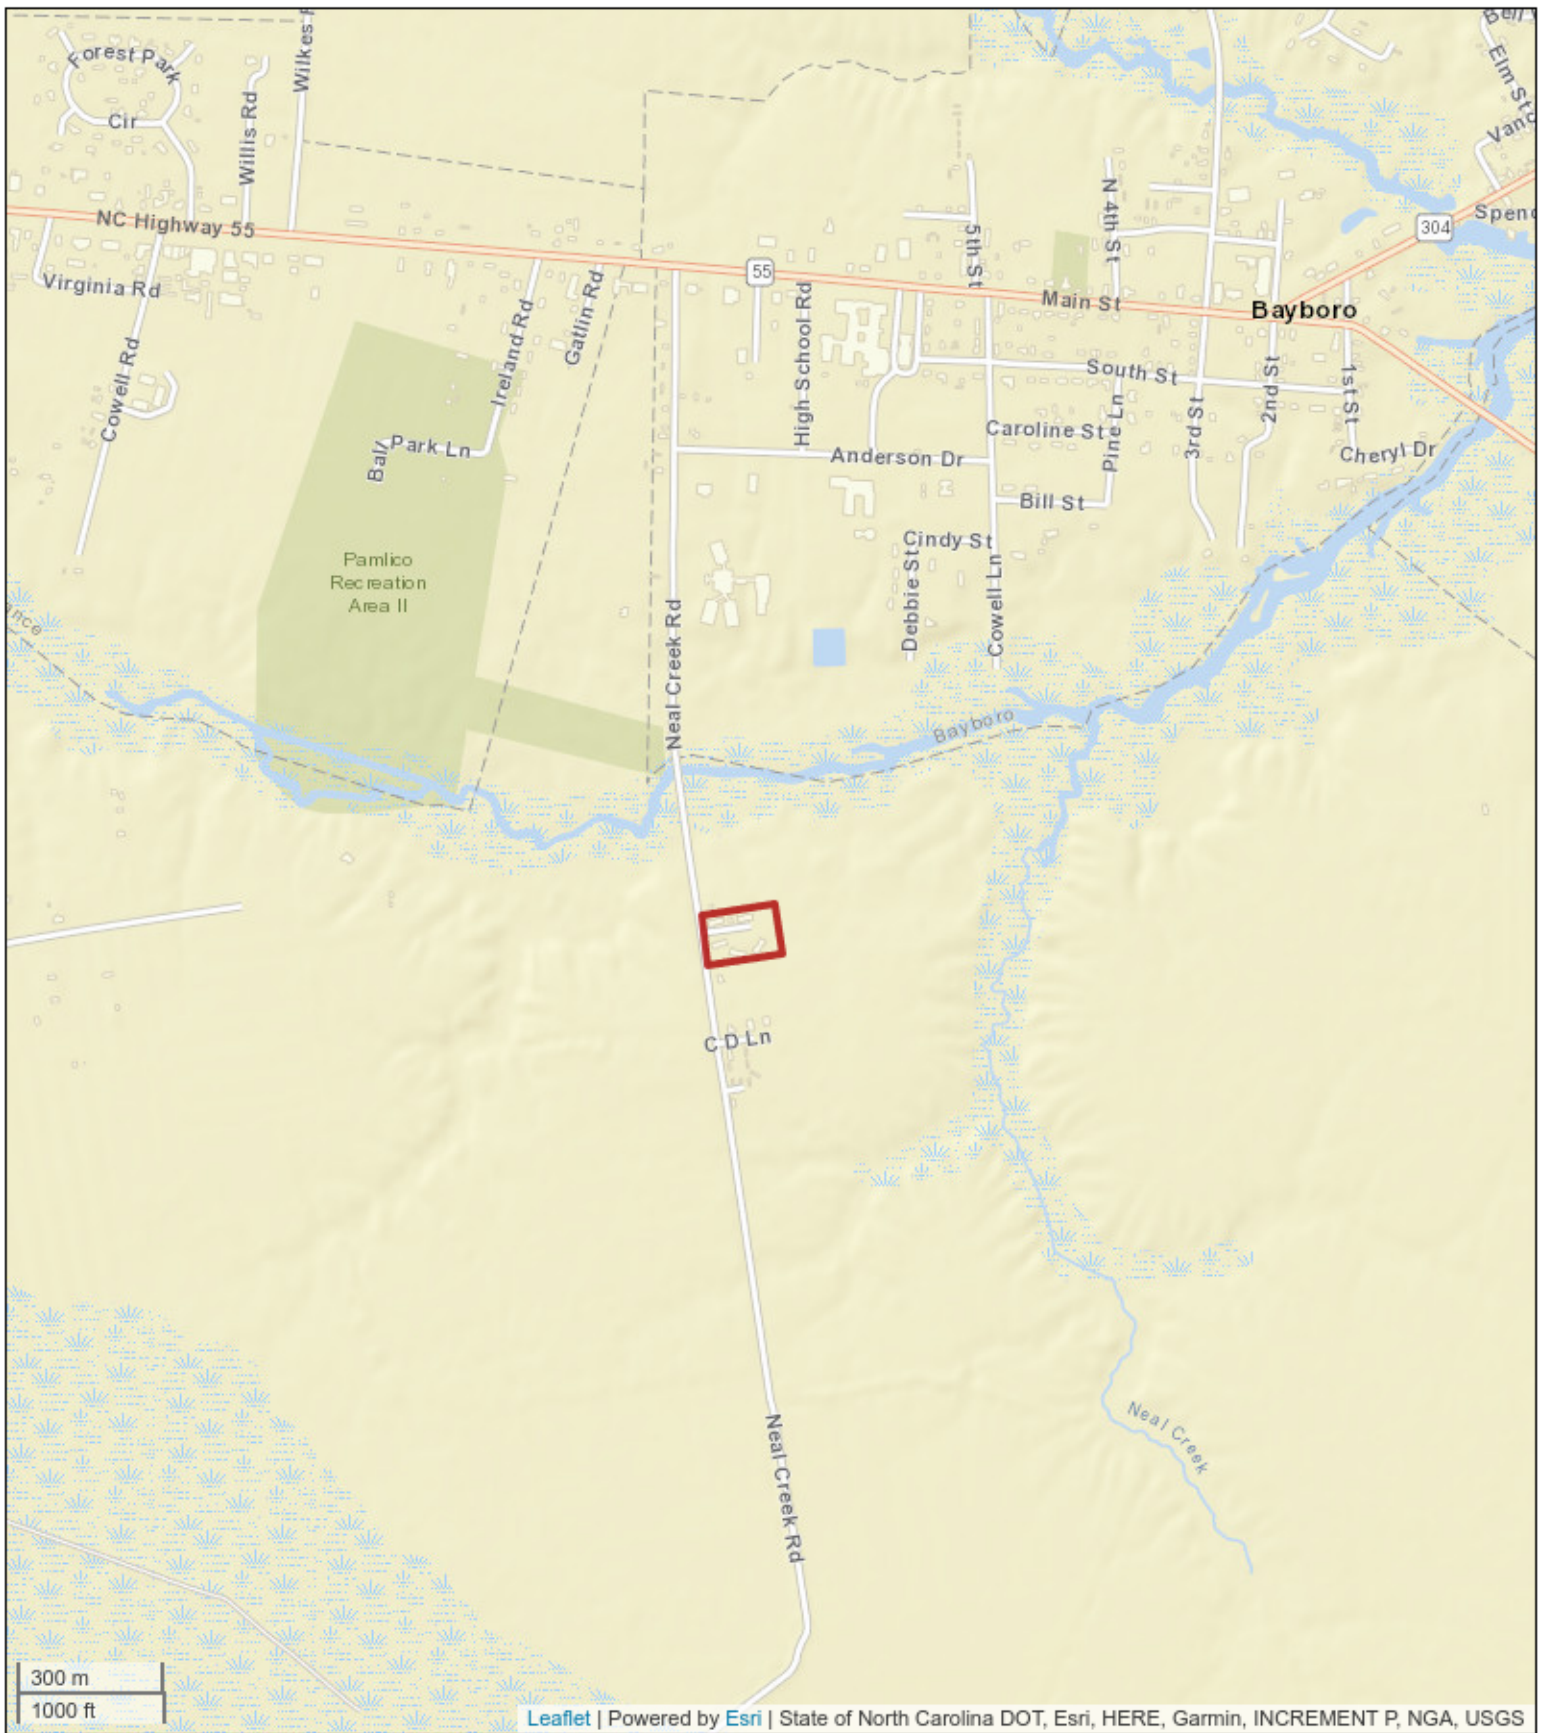 Bell
Forest Park
Cir
Willis Rd
Wilkes
Elm St
Vanc
NC Highway 55
Virginia Rd
Cowell Rd
Ireland Rd
Gatlin Rd
55
High School Rd
5th St
N 4th St
Main St
304
Spenc
Bayboro
South St
Caroline St
Pine Ln
3rd St
2nd St
1st St
Cheryl Dr
Ball
Park Ln
Anderson Dr
Bill St
Cindy St
Debbie St
Cowell Ln
Pamlico
Recreation
Area II
ance
Neal Creek Rd
Bayboro
C D Ln
Neal Creek
Neal Creek Rd
300 m
1000 ft
Leaflet | Powered by Esri | State of North Carolina DOT, Esri, HERE, Garmin, INCREMENT P, NGA, USGS